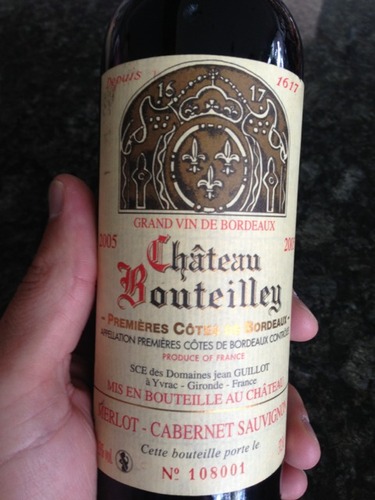 Depuis 1617
16 17
GRAND VIN DE BORDEAUX
2005
Château
Bouteilley
- PREMIÈRES CÔTES DE BORDEAUX -
APPELLATION PREMIÈRES CÔTES DE BORDEAUX CONTRÔLÉE
PRODUCE OF FRANCE
SCE des Domaines jean GUILLOT
à Yvrac - Gironde - France
MIS EN BOUTEILLE AU CHÂTEAU
MERLOT - CABERNET SAUVIGNON
Cette bouteille porte le
Nº 108001